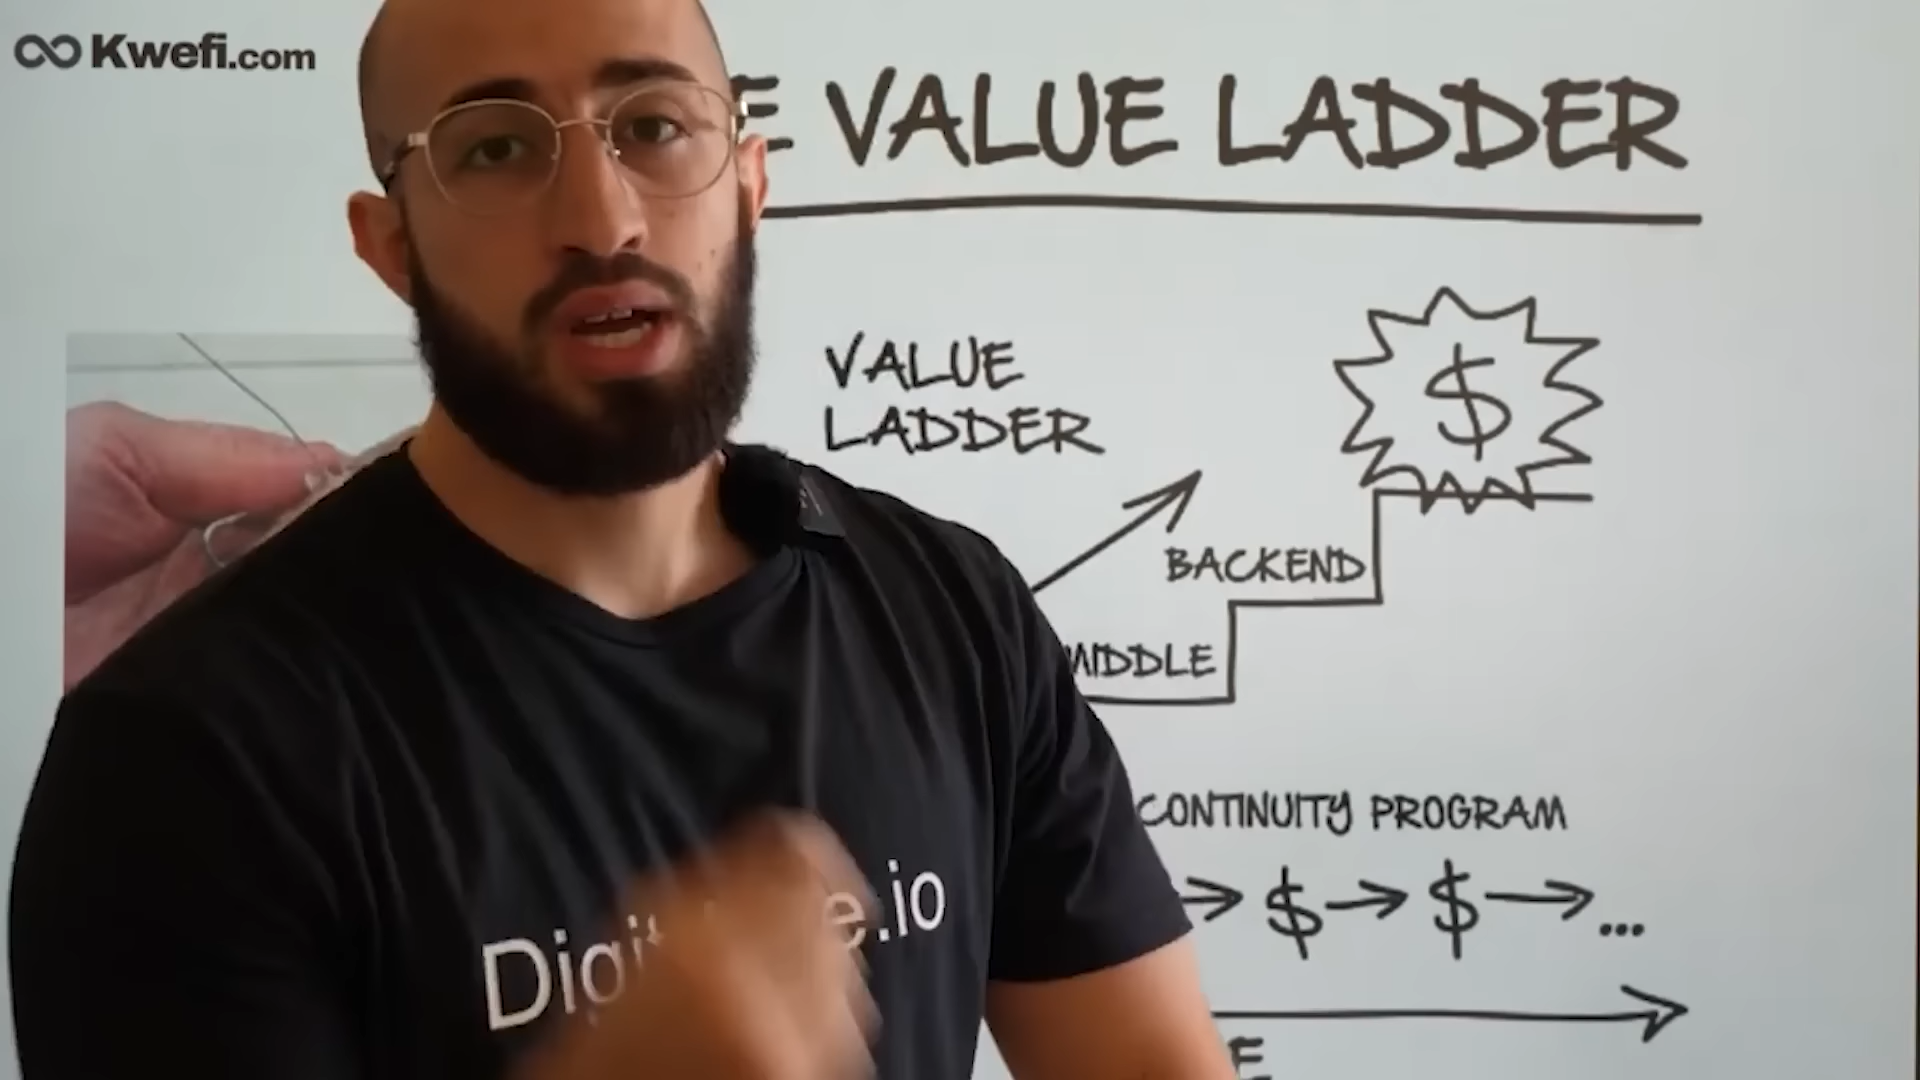 Kwefi.com
E VALUE LADDER
VALUE
LADDER
$
BACKEND
MIDDLE
CONTINUITY PROGRAM
$ $ ...
.io